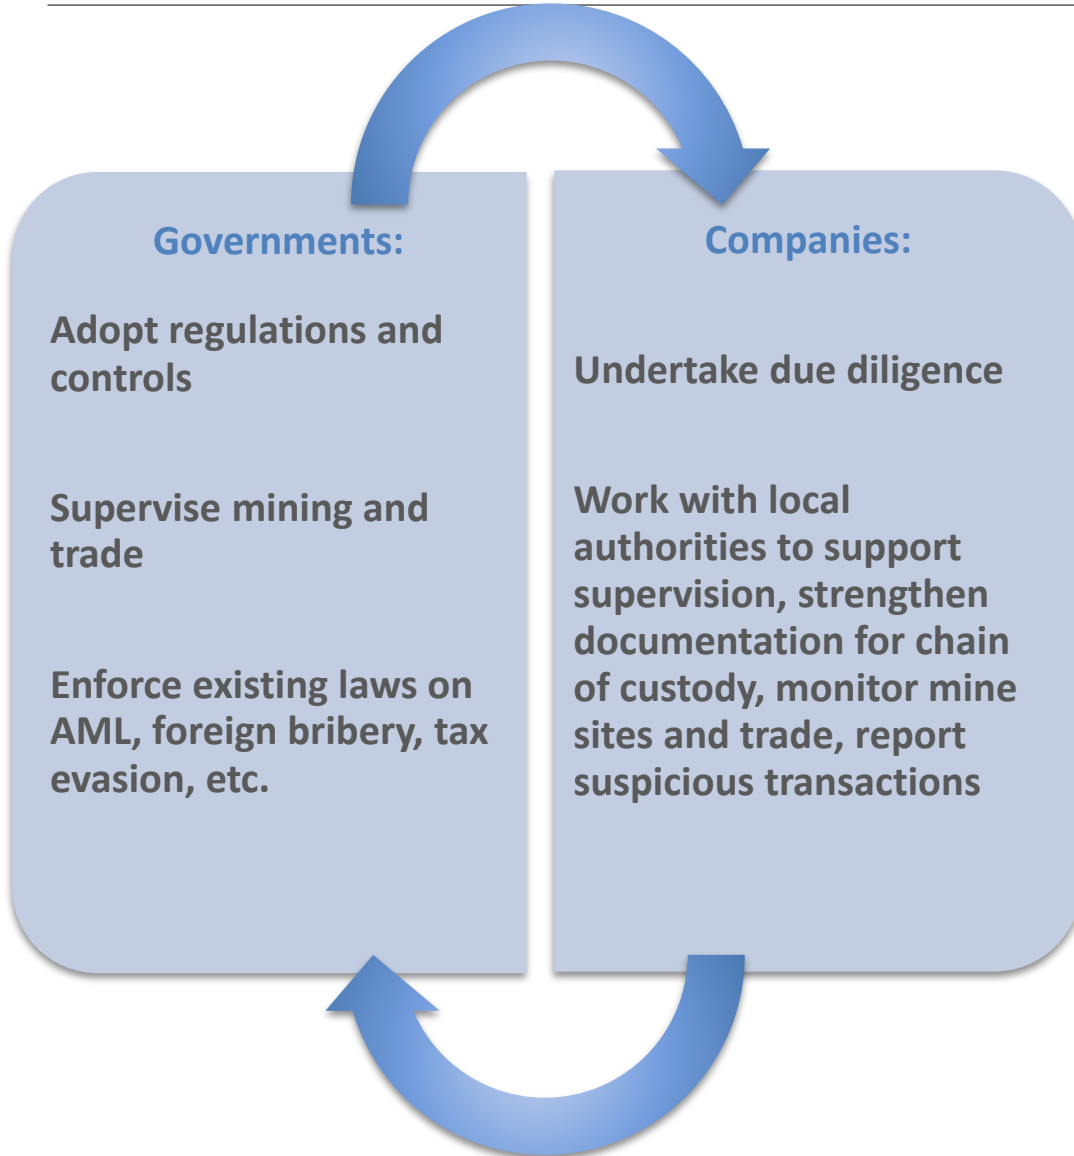 Governments:
Adopt regulations and
controls
Supervise mining and
trade
Enforce existing laws on
AML, foreign bribery, tax
evasion, etc.
Companies:
Undertake due diligence
Work with local
authorities to support
supervision, strengthen
documentation for chain
of custody, monitor mine
sites and trade, report
suspicious transactions